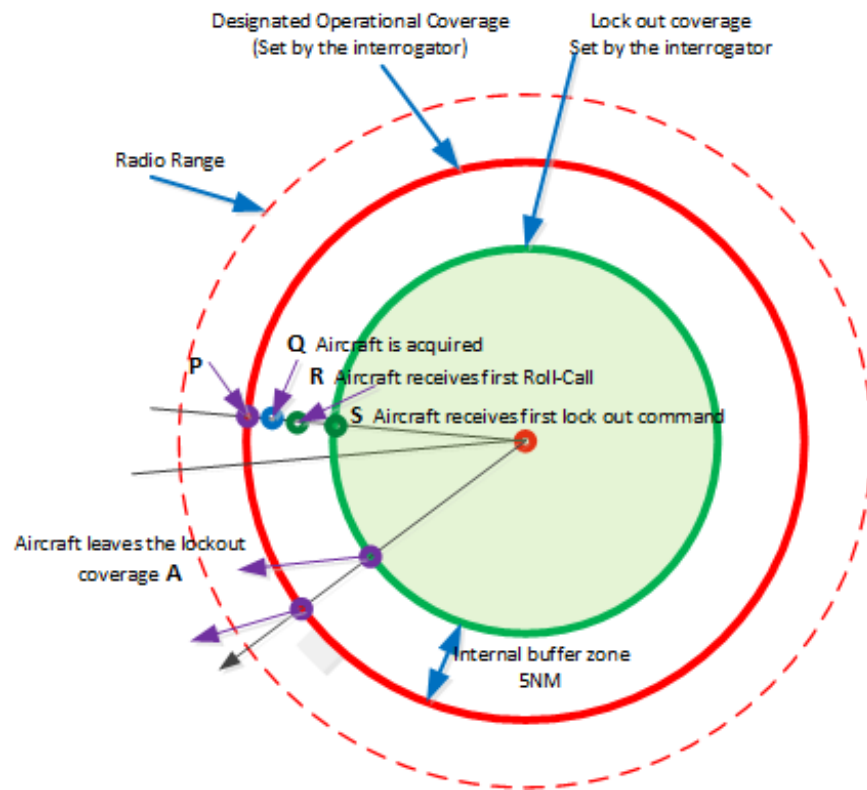 Designated Operational Coverage
(Set by the interrogator)
Lock out coverage
Set by the interrogator
Radio Range
P
Q Aircraft is acquired
R Aircraft receives first Roll-Call
S Aircraft receives first lock out command
Aircraft leaves the lockout
coverage A
Internal buffer zone
5NM